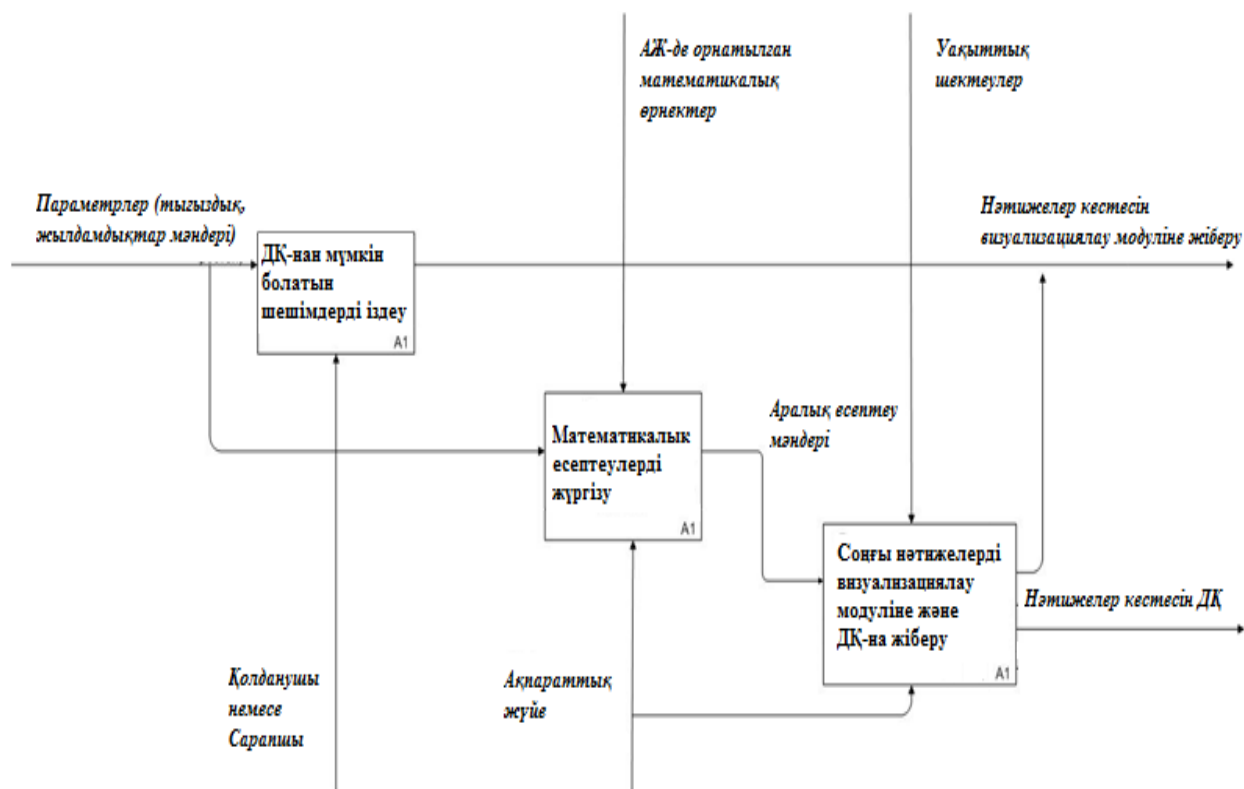 АЖ-де орнатылған
математикалық
өрнектер
Уақыттық
шектеулер
Параметрлер (тығыздық,
жылдамдықтар мәндері)
Нәтижелер кестесін
визуализациялау модуліне жіберу
ДҚ-нан мүмкін
болатын
шешімдерді іздеу
A1
Математикалык
есептеулерді
жүргізу
A1
Аралық есептеу
мәндері
Соңғы нәтижелерді
визуализациялау
модуліне және
ДҚ-на жіберу
A1
Нәтижелер кестесін ДҚ
Қолданушы
немесе
Сарапшы
Ақпараттық
жүйе